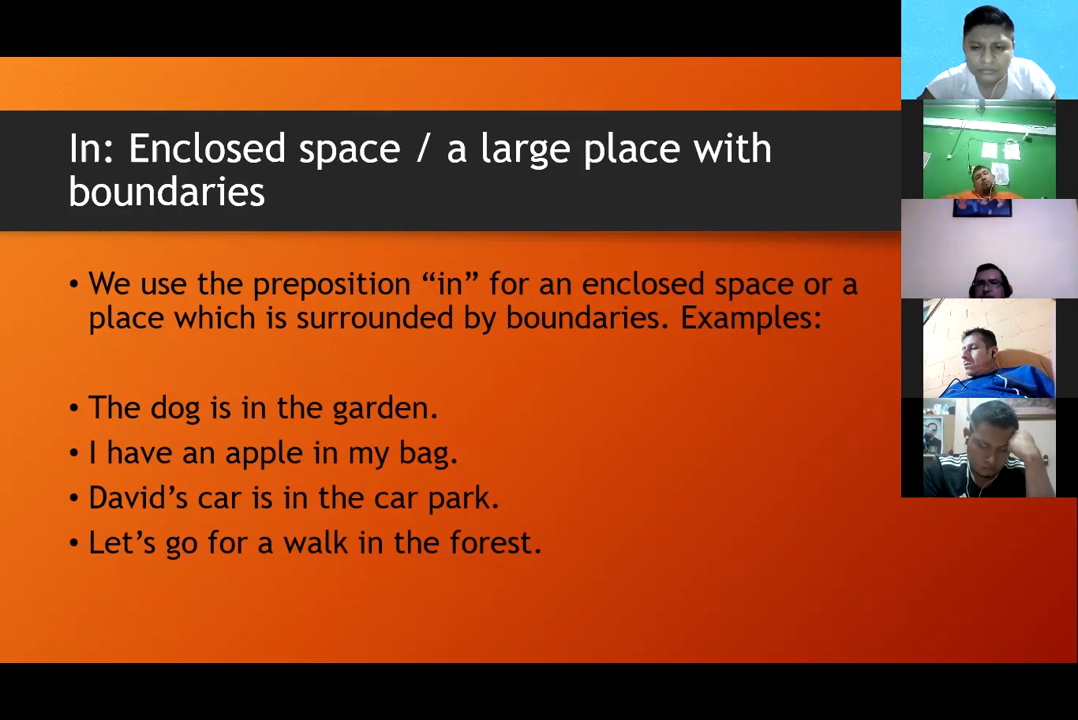 In: Enclosed space / a large place with
boundaries
• We use the preposition “in” for an enclosed space or a
place which is surrounded by boundaries. Examples:
• The dog is in the garden.
• I have an apple in my bag.
• David’s car is in the car park.
• Let’s go for a walk in the forest.